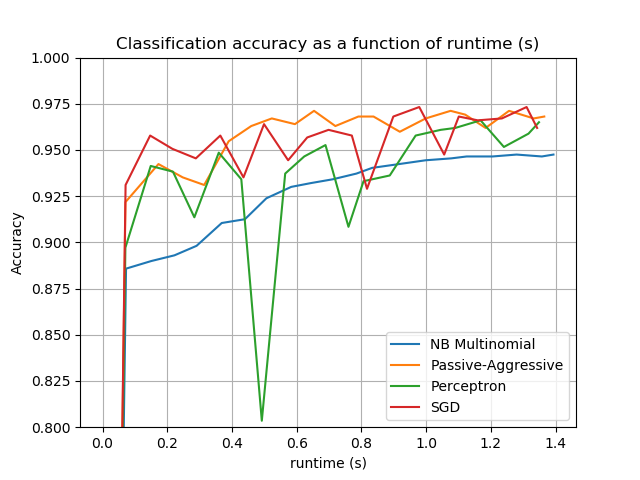 Classification accuracy as a function of runtime (s)
1.000
0.975
0.950
0.925
0.900
0.875
0.850
0.825
0.800
Accuracy
NB Multinomial
Passive-Aggressive
Perceptron
SGD
0.0 0.2 0.4 0.6 0.8 1.0 1.2 1.4
runtime (s)